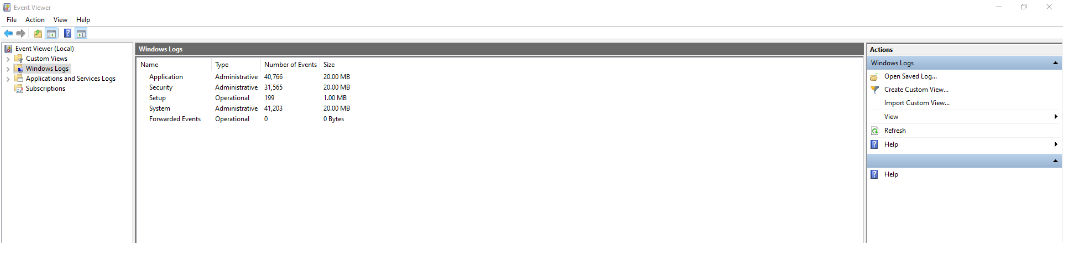 Event Viewer
File Action View Help
Event Viewer (Local)
Custom Views
Windows Logs
Applications and Services Logs
Subscriptions
Windows Logs
Name Type Number of Events Size
Application Administrative 40,766 20.00 MB
Security Administrative 31,565 20.00 MB
Setup Operational 199 1.00 MB
System Administrative 41,203 20.00 MB
Forwarded Events Operational 0 0 Bytes
Actions
Windows Logs
Open Saved Log...
Create Custom View...
Import Custom View...
View
Refresh
Help
Help